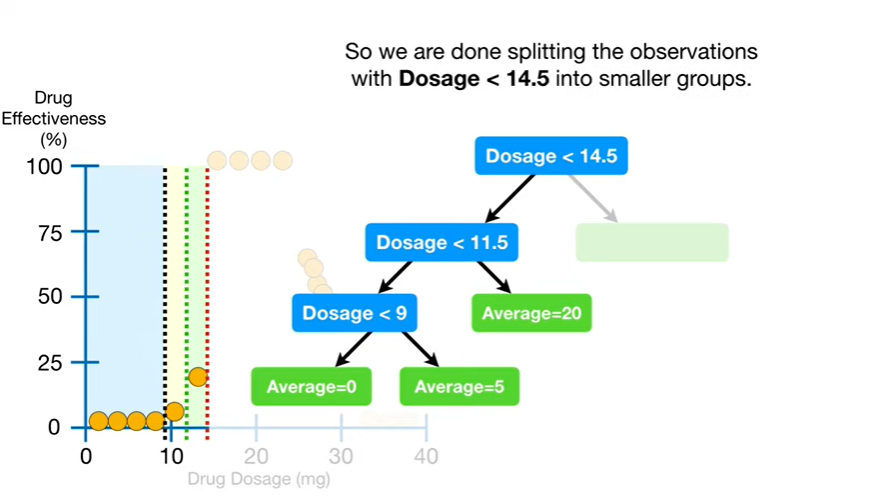 So we are done splitting the observations
with Dosage < 14.5 into smaller groups.
Drug
Effectiveness
(%)
100
75
50
25
0
0
10
20
30
40
Drug Dosage (mg)
Dosage < 14.5
Dosage < 11.5
Dosage < 9
Average=20
Average=0
Average=5